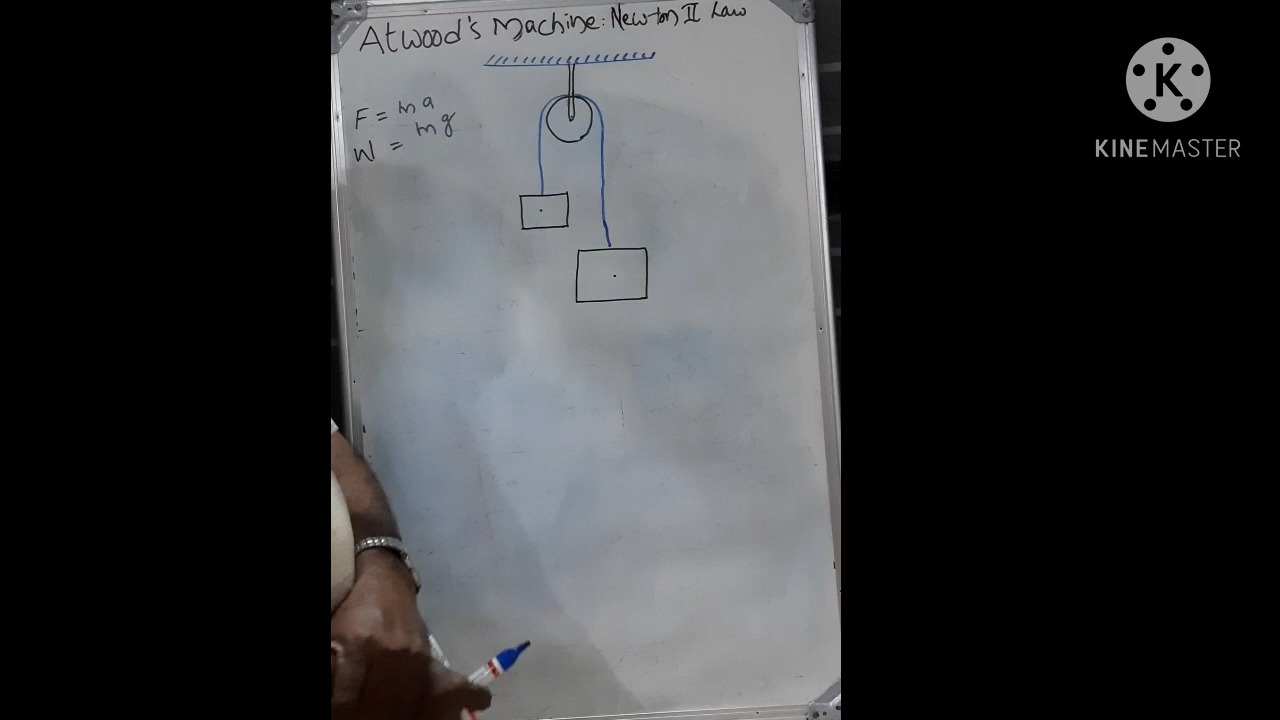 Atwood's Machine: Newton II Law
F = ma
W = mg
K
KINEMASTER